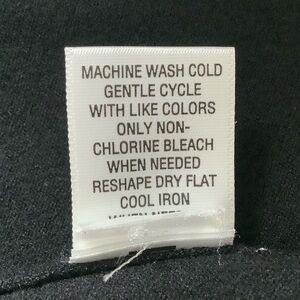 MACHINE WASH COLD
GENTLE CYCLE
WITH LIKE COLORS
ONLY NON-
CHLORINE BLEACH
WHEN NEEDED
RESHAPE DRY FLAT
COOL IRON